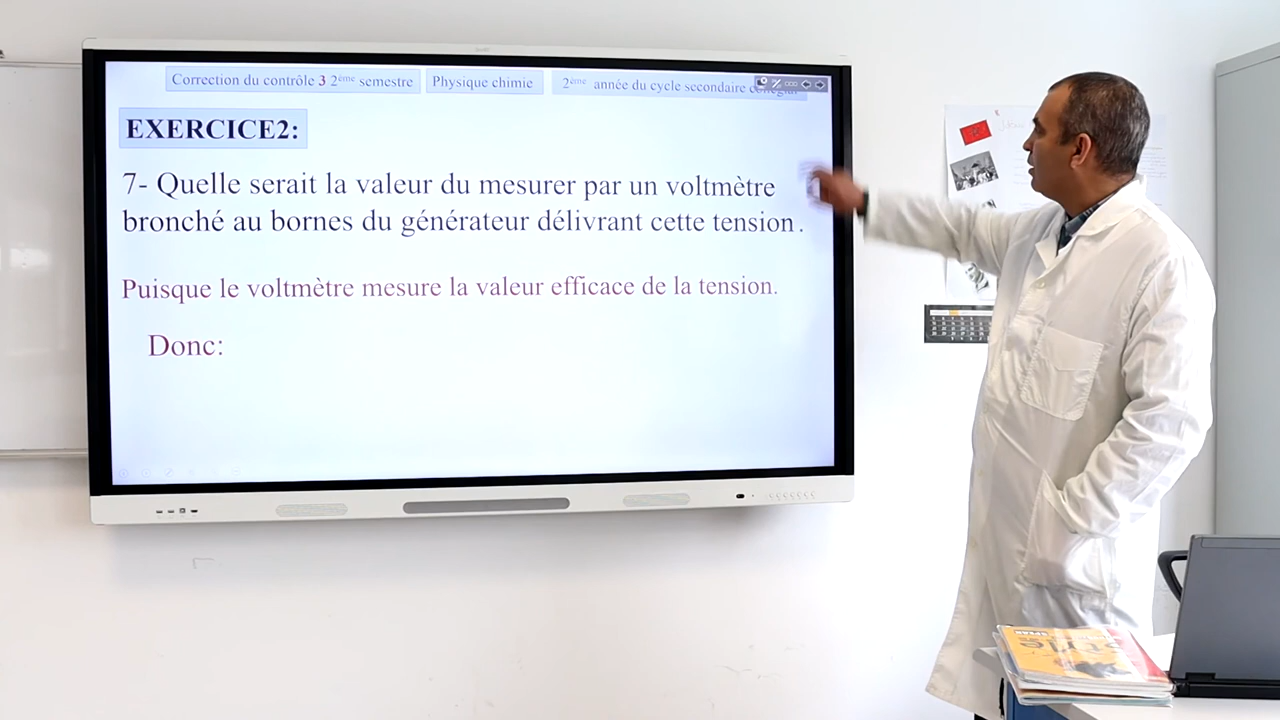 Correction du contrôle 3 2ème semestre
Physique chimie
2ème année du cycle secondaire collégial
EXERCICE2:
7- Quelle serait la valeur du mesurer par un voltmètre
bronché au bornes du générateur délivrant cette tension.
Puisque le voltmètre mesure la valeur efficace de la tension.
Donc: